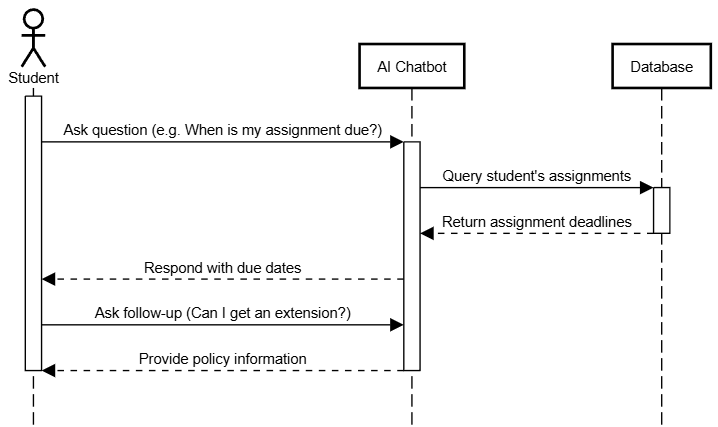 Student
AI Chatbot
Database
Ask question (e.g. When is my assignment due?)
Query student's assignments
Return assignment deadlines
Respond with due dates
Ask follow-up (Can I get an extension?)
Provide policy information